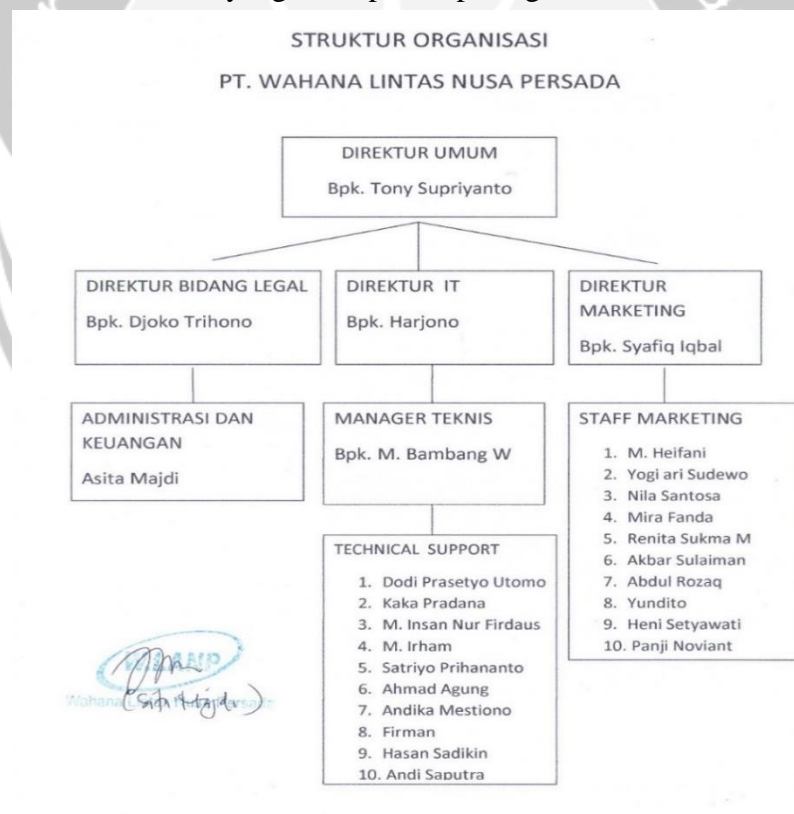 STRUKTUR ORGANISASI
PT. WAHANA LINTAS NUSA PERSADA
DIREKTUR UMUM
Bpk. Tony Supriyanto
DIREKTUR BIDANG LEGAL
Bpk. Djoko Trihono
DIREKTUR IT
Bpk. Harjono
DIREKTUR
MARKETING
Bpk. Syafiq Iqbal
ADMINISTRASI DAN
KEUANGAN
Asita Majdi
MANAGER TEKNIS
Bpk. M. Bambang W
STAFF MARKETING
1. M. Heifani
2. Yogi ari Sudewo
3. Nila Santosa
4. Mira Fanda
5. Renita Sukma M
6. Akbar Sulaiman
7. Abdul Rozaq
8. Yundito
9. Heni Setyawati
10. Panji Noviant
TECHNICAL SUPPORT
1. Dodi Prasetyo Utomo
2. Kaka Pradana
3. M. Insan Nur Firdaus
4. M. Irham
5. Satriyo Prihananto
6. Ahmad Agung
7. Andika Mestiono
8. Firman
9. Hasan Sadikin
10. Andi Saputra
Wahana